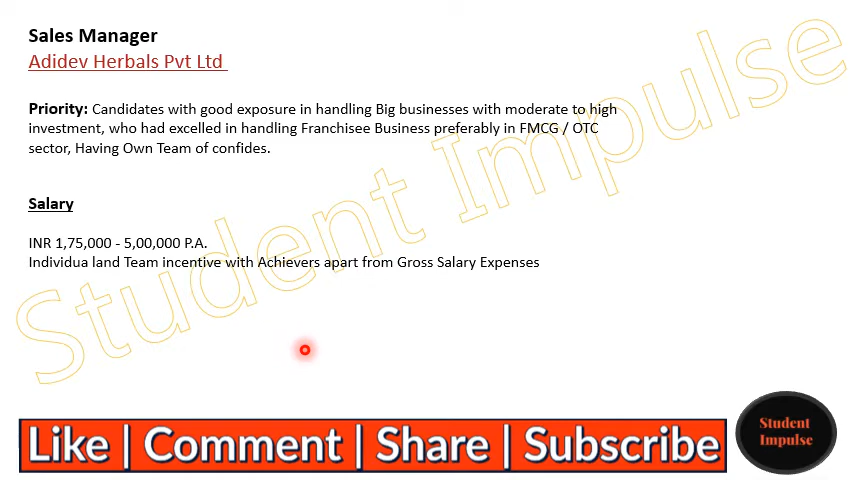 Sales Manager
Adidev Herbals Pvt Ltd
Priority: Candidates with good exposure in handling Big businesses with moderate to high
investment, who had excelled in handling Franchisee Business preferably in FMCG / OTC
sector, Having Own Team of confides.
Salary
INR 1,75,000 - 5,00,000 P.A.
Individua land Team incentive with Achievers apart from Gross Salary Expenses
Student Impulse
Like | Comment | Share | Subscribe
Student
Impulse